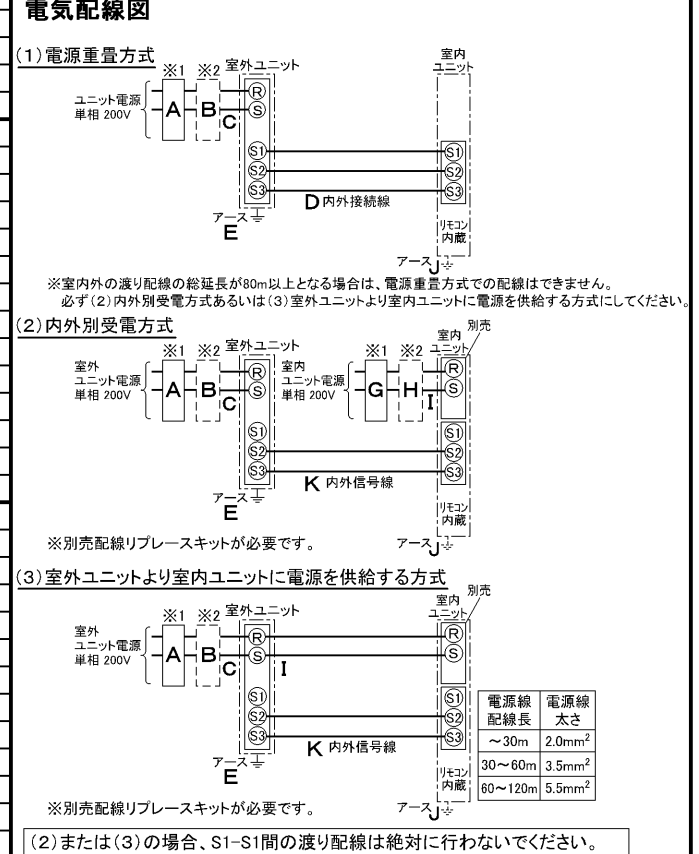 電気配線図
(1)電源重畳方式
※1 ※2 室外ユニット
室内
ユニット
ユニット電源
単相 200V
A B C
R
S
S1 S1
S2 S2
S3 S3
D 内外接続線
アース
E
リモコン
内蔵
アース J
※室内外の渡り配線の総延長が80m以上となる場合は、電源重畳方式での配線はできません。
必ず(2)内外別受電方式あるいは(3)室外ユニットより室内ユニットに電源を供給する方式にしてください。
(2)内外別受電方式
別売
※1 ※2 室外ユニット
※1 ※2 室内
ユニット
室外
ユニット電源
単相 200V
A B C
R
S
室内
ユニット電源
単相 200V
G H I
R
S
S1 S1
S2 S2
S3 S3
K 内外信号線
アース
E
リモコン
内蔵
※別売配線リプレースキットが必要です。
アース J
(3)室外ユニットより室内ユニットに電源を供給する方式
別売
※1 ※2 室外ユニット
室内
ユニット
室外
ユニット電源
単相 200V
A B C
R R
S S
I
S1 S1
S2 S2
S3 S3
K 内外信号線
アース
E
リモコン
内蔵
電源線配線長 電源線太さ
~30m 2.0mm²
30~60m 3.5mm²
60~120m 5.5mm²
※別売配線リプレースキットが必要です。
アース J
(2)または(3)の場合、S1-S1間の渡り配線は絶対に行わないでください。